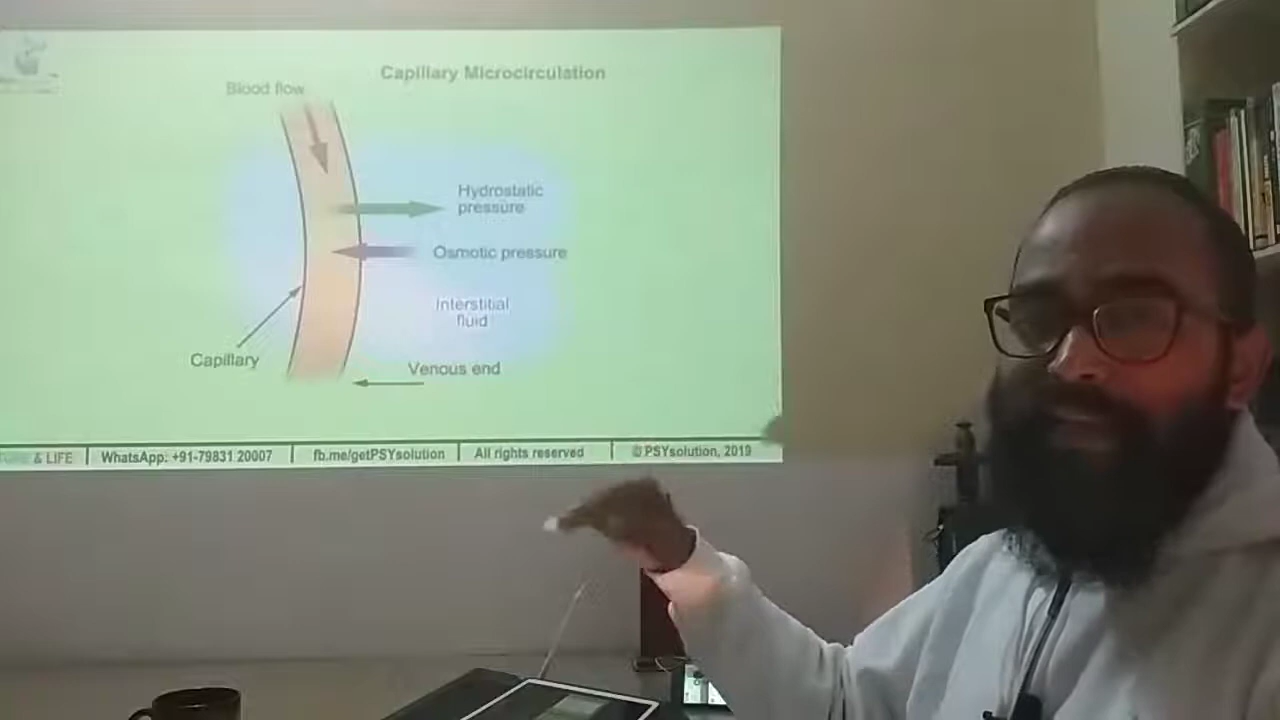 Capillary Microcirculation
Blood flow
Hydrostatic
pressure
Osmotic pressure
Interstitial
fluid
Capillary
Venous end
& LIFE
WhatsApp: +91-79831 20007
fb.me/getPSYsolution
All rights reserved
© PSYsolution, 2019